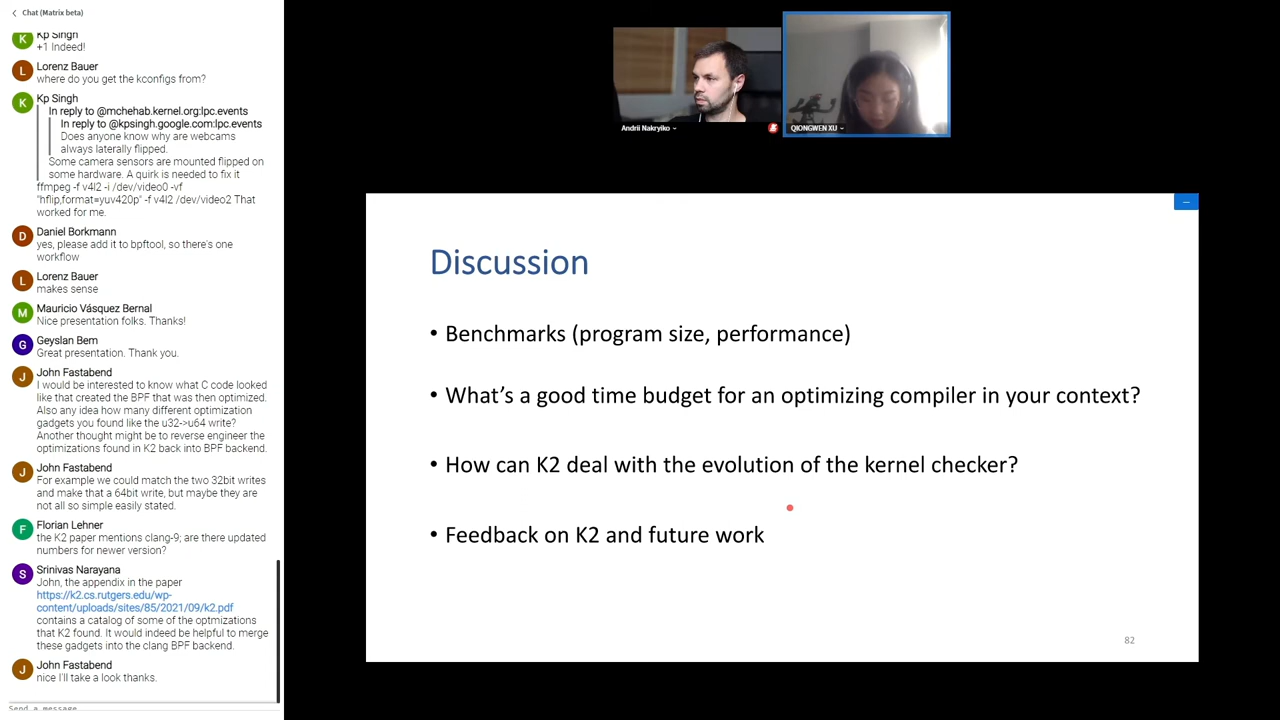 Chat (Matrix beta)
Kp Singh
+1 Indeed!
Lorenz Bauer
where do you get the kconfigs from?
Kp Singh
In reply to @mchehab.kernel.org:lpc.events
In reply to @kpsingh.google.com:lpc.events
Does anyone know why are webcams
always laterally flipped.
Some camera sensors are mounted flipped on
some hardware. A quirk is needed to fix it
ffmpeg -f v4l2 -i /dev/video0 -vf
"hflip,format=yuv420p" -f v4l2 /dev/video2 That
worked for me.
Daniel Borkmann
yes, please add it to bpftool, so there's one
workflow
Lorenz Bauer
makes sense
Mauricio Vásquez Bernal
Nice presentation folks. Thanks!
Geyslan Bem
Great presentation. Thank you.
John Fastabend
I would be interested to know what C code looked
like that created the BPF that was then optimized.
Also any idea how many different optimization
gadgets you found like the u32->u64 write?
Another thought might be to reverse engineer the
optimizations found in K2 back into BPF backend.
John Fastabend
For example we could match the two 32bit writes
and make that a 64bit write, but maybe they are
not all so simple easily stated.
Florian Lehner
the K2 paper mentions clang-9; are there updated
numbers for newer version?
Srinivas Narayana
John, the appendix in the paper
https://k2.cs.rutgers.edu/wp-
content/uploads/sites/85/2021/09/k2.pdf
contains a catalog of some of the optmizations
that K2 found. It would indeed be helpful to merge
these gadgets into the clang BPF backend.
John Fastabend
nice I'll take a look thanks.
Send a message
K
L
K
D
L
M
G
J
J
F
S
J
Andrii Nakryiko
QIONGWEN XU
Discussion
• Benchmarks (program size, performance)
• What's a good time budget for an optimizing compiler in your context?
• How can K2 deal with the evolution of the kernel checker?
• Feedback on K2 and future work
82